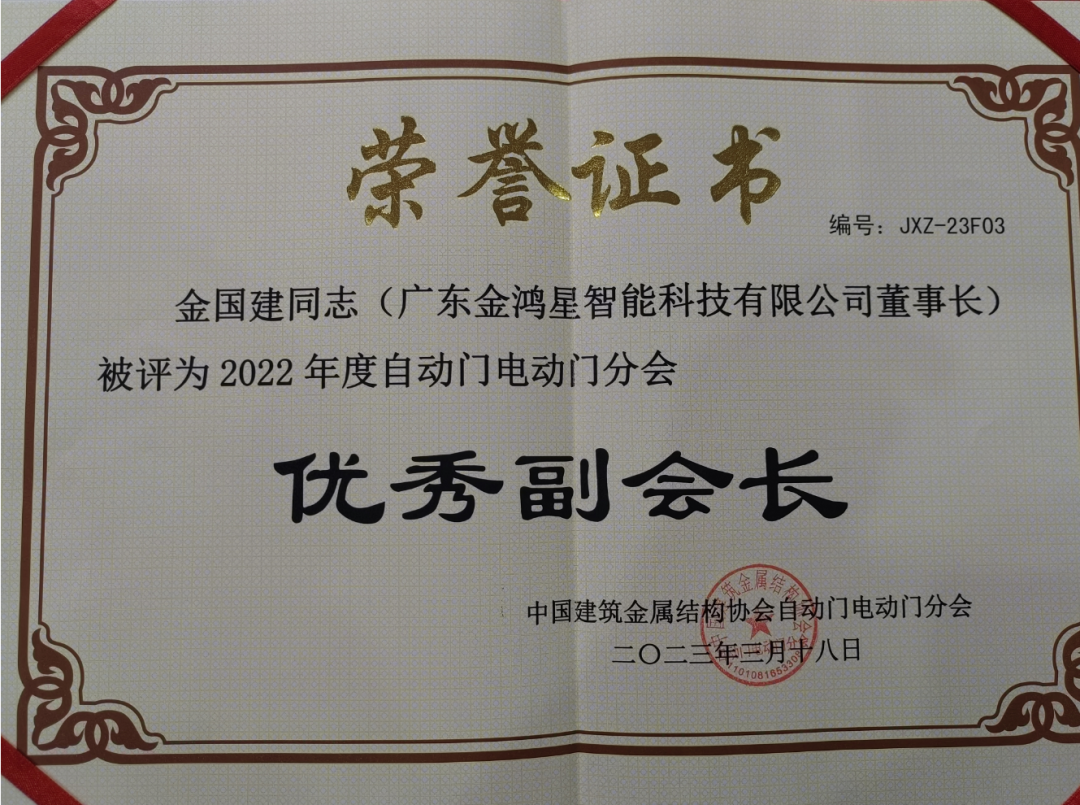 荣誉证书
编号：JXZ-23F03
金国建同志（广东金鸿星智能科技有限公司董事长）
被评为2022年度自动门电动门分会
优秀副会长
中国建筑金属结构协会自动门电动门分会
二〇二三年三月十八日